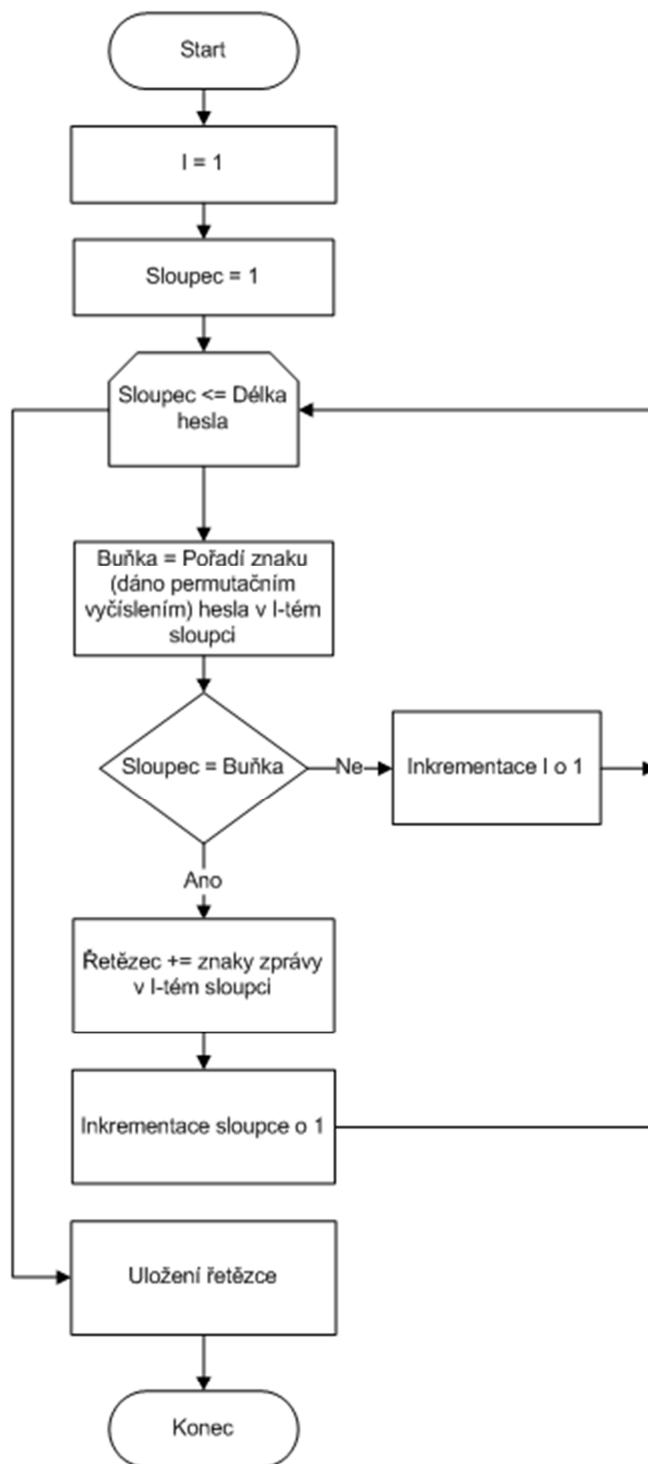 Start
I = 1
Sloupec = 1
Sloupec <= Délka
hesla
Buňka = Pořadí znaku
(dáno permutačním
vyčíslením) hesla v I-tém
sloupci
Sloupec = Buňka
Ne
Inkrementace I o 1
Ano
Řetězec += znaky zprávy
v I-tém sloupci
Inkrementace sloupce o 1
Uložení řetězce
Konec